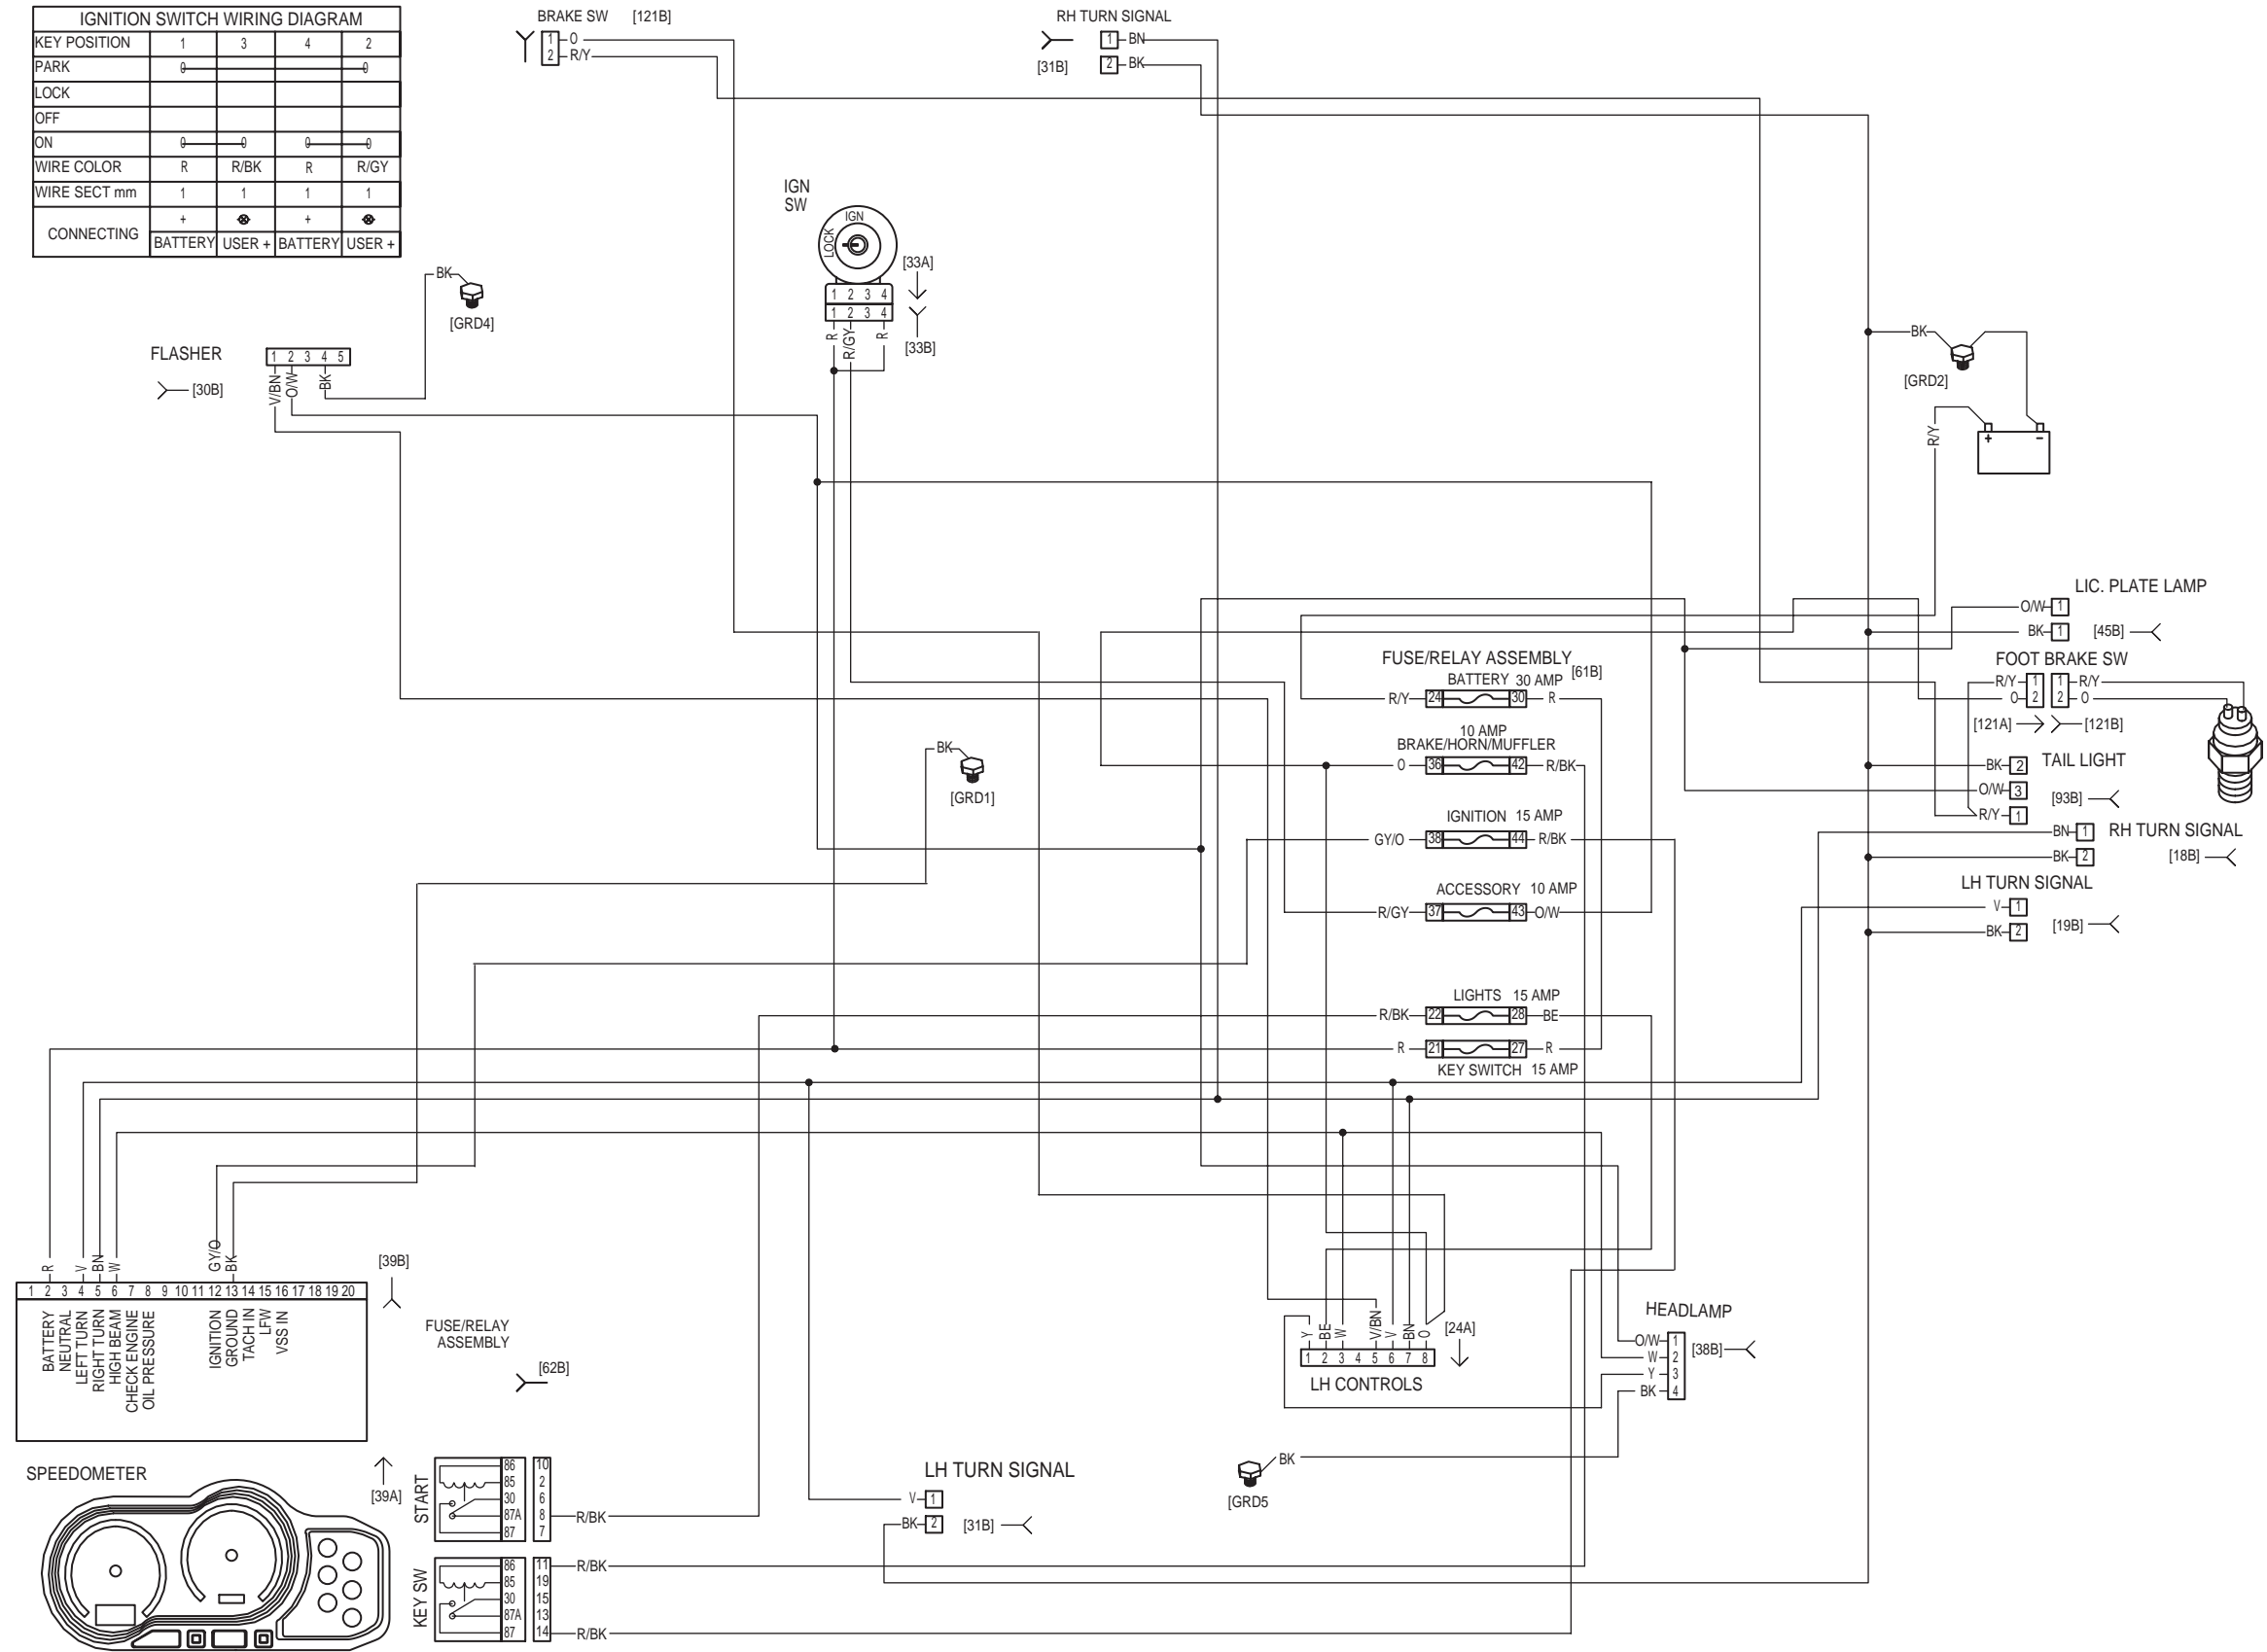 IGNITION SWITCH WIRING DIAGRAM
KEY POSITION 1 3 4 2
PARK 0 0
LOCK
OFF
ON 0 0 0 0
WIRE COLOR R R/BK R R/GY
WIRE SECT mm 1 1 1 1
CONNECTING
+ +
BATTERY USER + BATTERY USER +
BRAKE SW [121B]
1 O
2 R/Y
RH TURN SIGNAL
[31B]
1 BN
2 BK
IGN SW
IGN
LOCK
[33A]
1 2 3 4
1 2 3 4
R R/GY R
[33B]
BK
[GRD4]
FLASHER
[30B]
1 2 3 4 5
V/BN O/W BK
BK
[GRD2]
R/Y
+ −
LIC. PLATE LAMP
O/W 1
BK 1 [45B]
FOOT BRAKE SW
R/Y 1 1 R/Y
O 2 2 O
[121A] [121B]
TAIL LIGHT
BK 2
O/W 3
R/Y 1
[93B]
RH TURN SIGNAL
BN 1
BK 2
[18B]
LH TURN SIGNAL
V 1
BK 2
[19B]
FUSE/RELAY ASSEMBLY [61B]
BATTERY 30 AMP
R/Y 24 30 R
10 AMP
BRAKE/HORN/MUFFLER
O 36 42 R/BK
IGNITION 15 AMP
GY/O 38 44 R/BK
ACCESSORY 10 AMP
R/GY 37 43 O/W
LIGHTS 15 AMP
R/BK 22 28 BE
R 21 27 R
KEY SWITCH 15 AMP
BK
[GRD1]
R V BN W GY/O BK
[39B]
1 2 3 4 5 6 7 8 9 10 11 12 13 14 15 16 17 18 19 20
BATTERY
NEUTRAL
LEFT TURN
RIGHT TURN
HIGH BEAM
CHECK ENGINE
OIL PRESSURE
IGNITION
GROUND
TACH IN
LFW
VSS IN
SPEEDOMETER
[39A]
FUSE/RELAY
ASSEMBLY
[62B]
START
86 10
85 2
30 6
87A 8 R/BK
87 7
KEY SW
86 11 R/BK
85 19
30 15
87A 13
87 14 R/BK
LH TURN SIGNAL
V 1
BK 2
[31B]
BK
[GRD5
Y BE W V/BN V BN O
[24A]
1 2 3 4 5 6 7 8
LH CONTROLS
HEADLAMP
O/W 1
W 2
Y 3
BK 4
[38B]